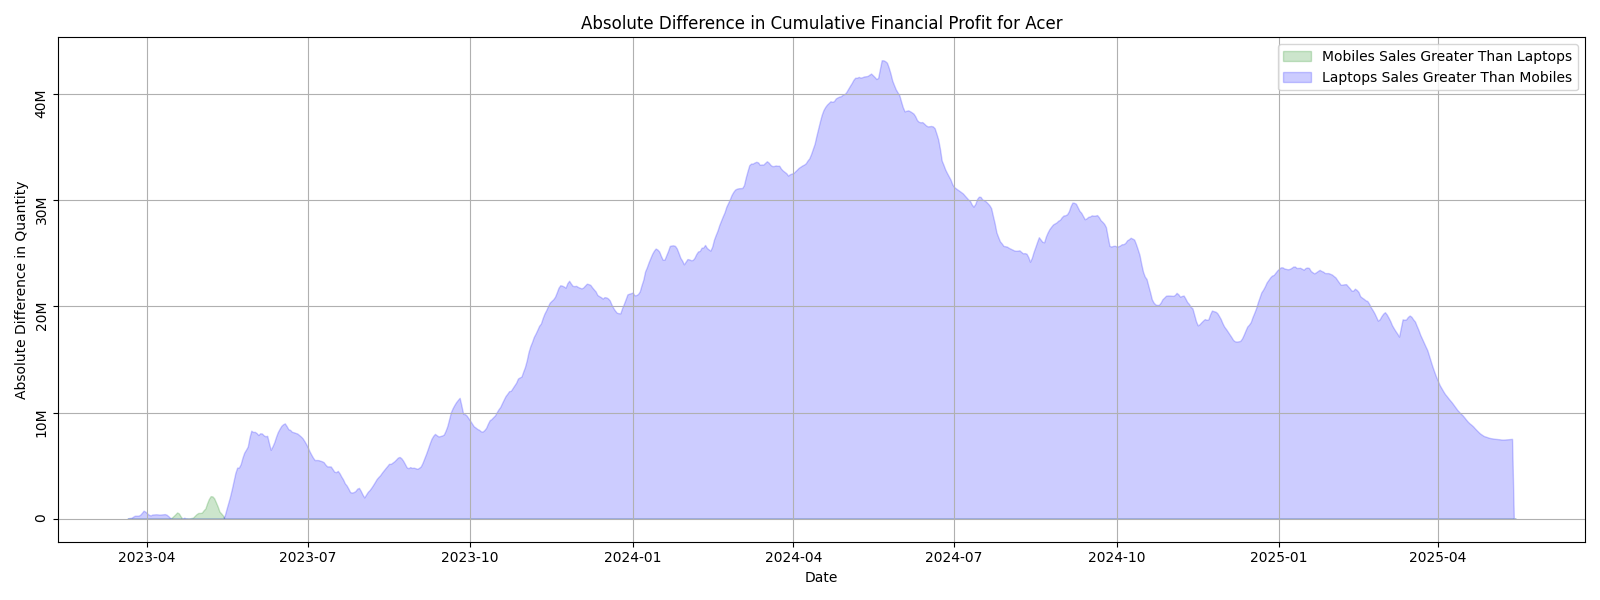 Absolute Difference in Cumulative Financial Profit for Acer
Mobiles Sales Greater Than Laptops
Laptops Sales Greater Than Mobiles
Absolute Difference in Quantity
40M
30M
20M
10M
0
2023-04 2023-07 2023-10 2024-01 2024-04 2024-07 2024-10 2025-01 2025-04
Date